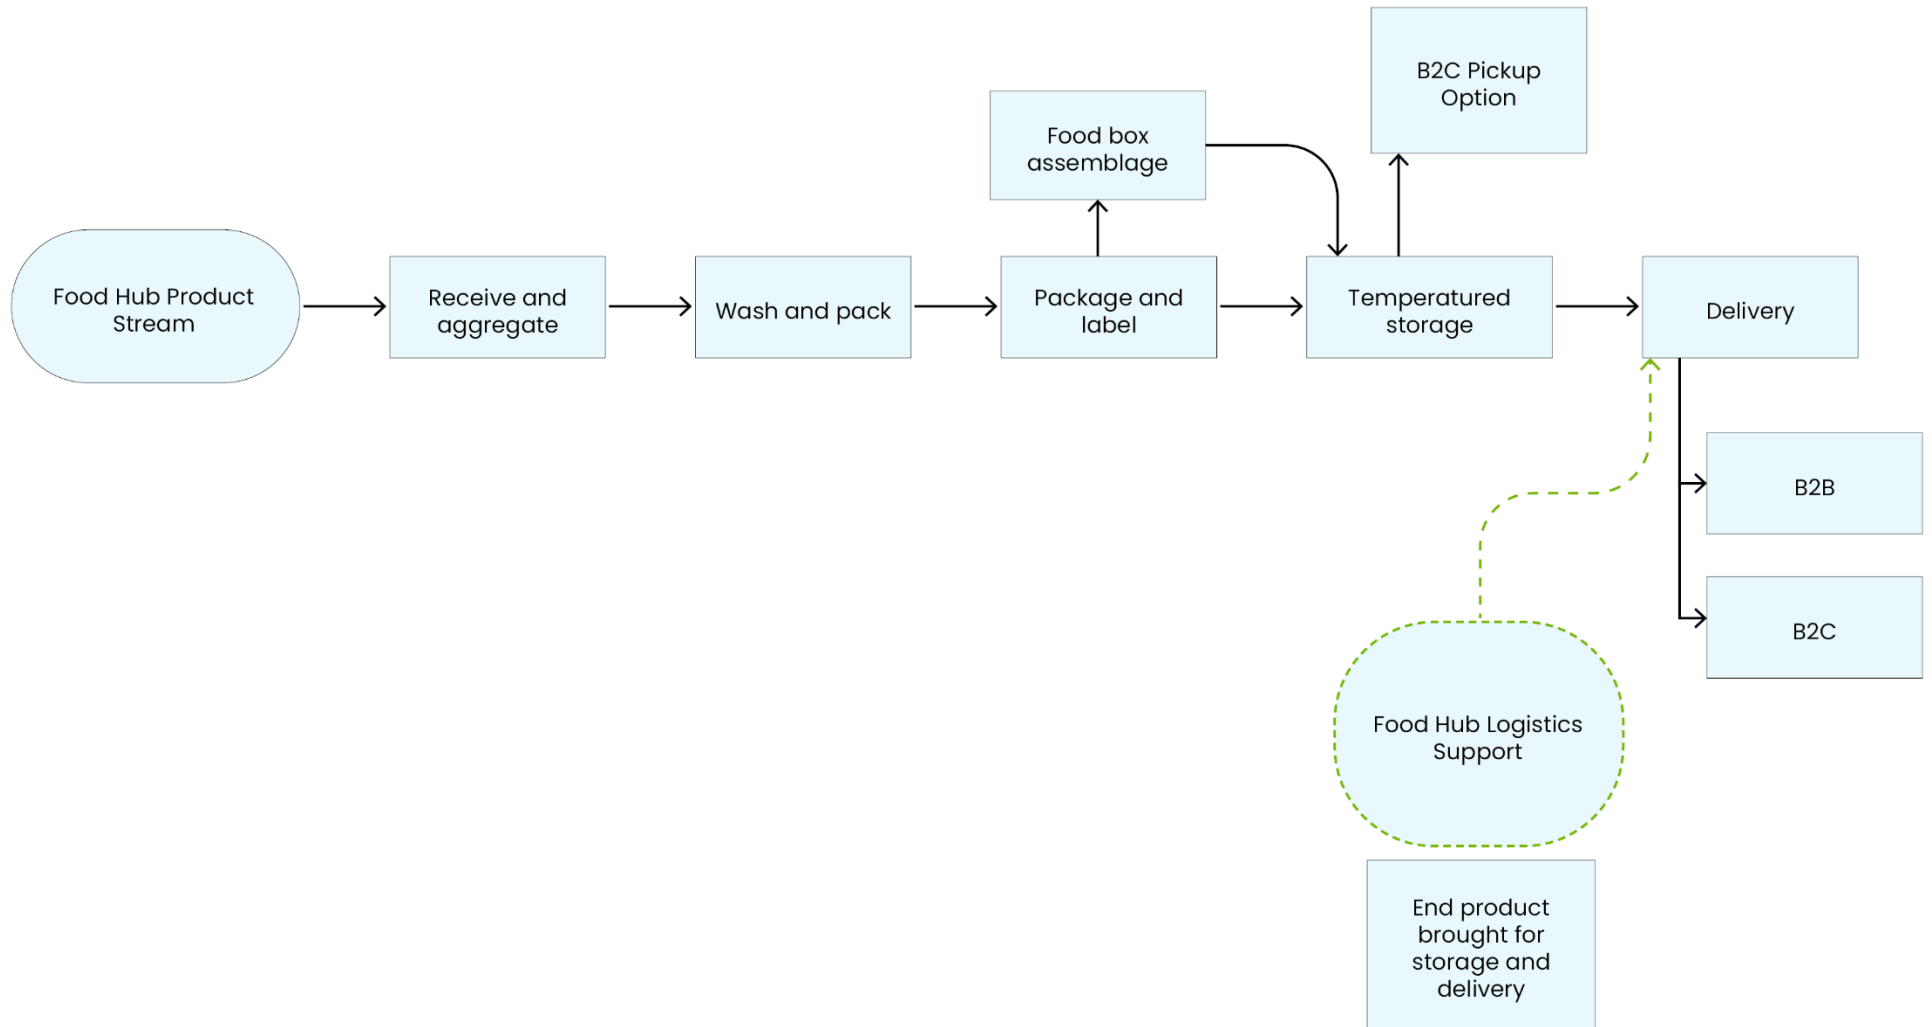 B2C Pickup
Option
Food box
assemblage
Food Hub Product
Stream
Receive and
aggregate
Wash and pack
Package and
label
Temperatured
storage
Delivery
B2B
B2C
Food Hub Logistics
Support
End product
brought for
storage and
delivery